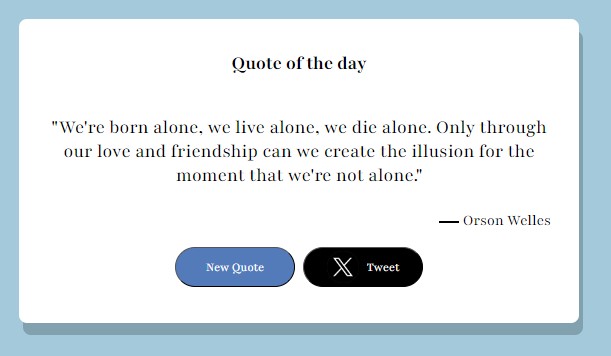 Quote of the day
"We're born alone, we live alone, we die alone. Only through
our love and friendship can we create the illusion for the
moment that we're not alone."
Orson Welles
New Quote
Tweet